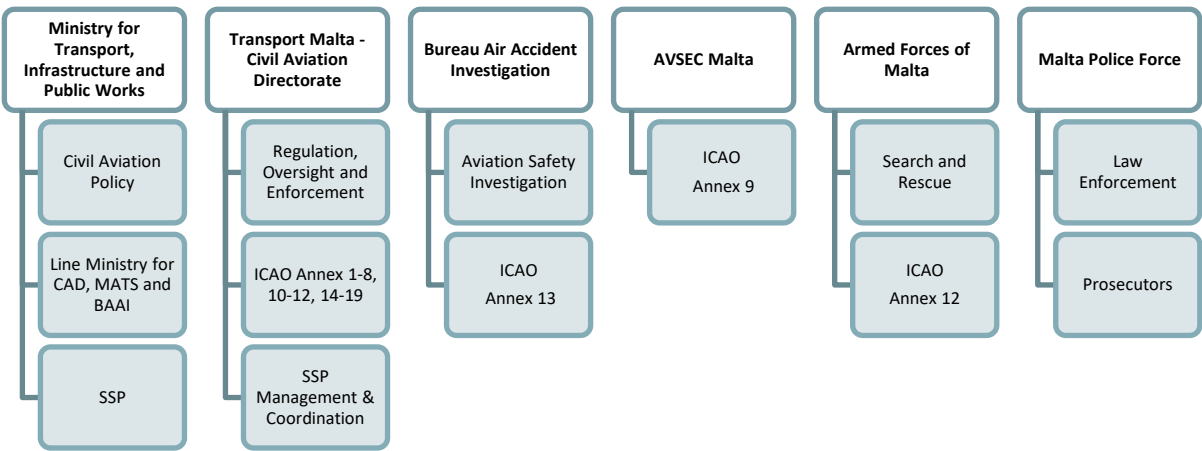 Ministry for
Transport,
Infrastructure and
Public Works
Civil Aviation
Policy
Line Ministry for
CAD, MATS and
BAAI
SSP
Transport Malta -
Civil Aviation
Directorate
Regulation,
Oversight and
Enforcement
ICAO Annex 1-8,
10-12, 14-19
SSP
Management &
Coordination
Bureau Air Accident
Investigation
Aviation Safety
Investigation
ICAO
Annex 13
AVSEC Malta
ICAO
Annex 9
Armed Forces of
Malta
Search and
Rescue
ICAO
Annex 12
Malta Police Force
Law
Enforcement
Prosecutors